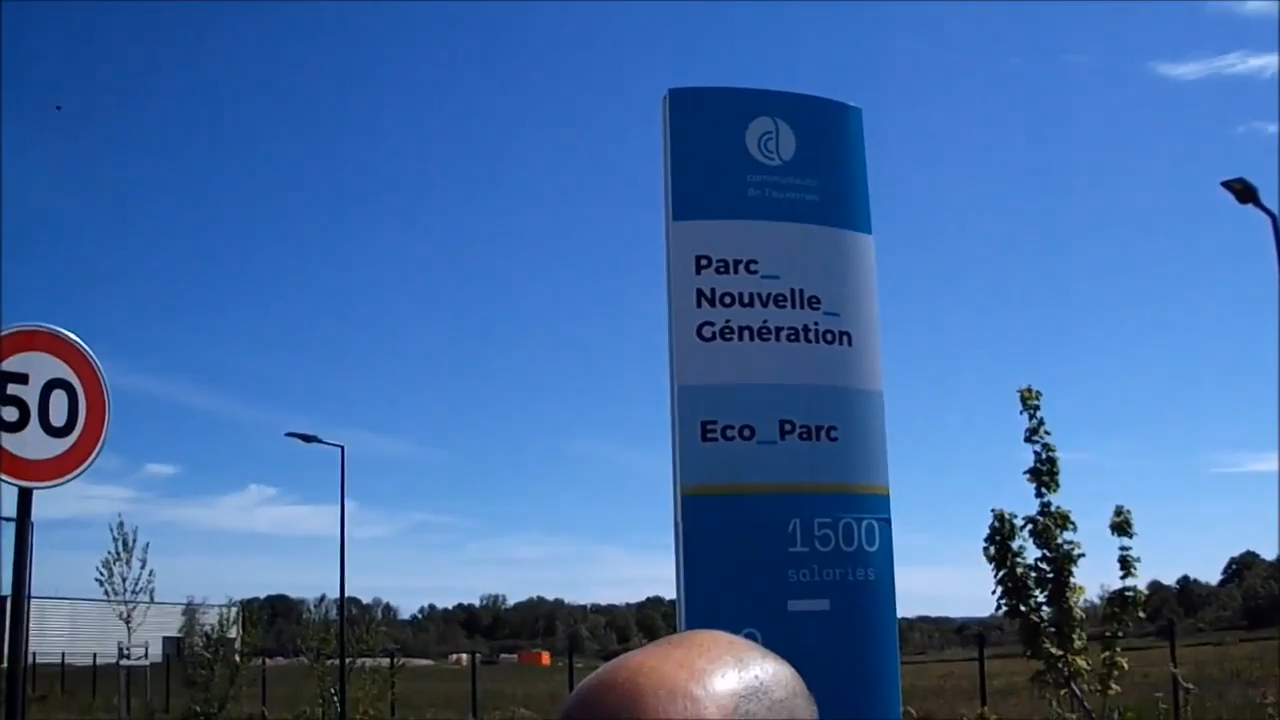 50
communauté
de l'auxerrois
Parc_
Nouvelle_
Génération
Eco_Parc
1500
salariés